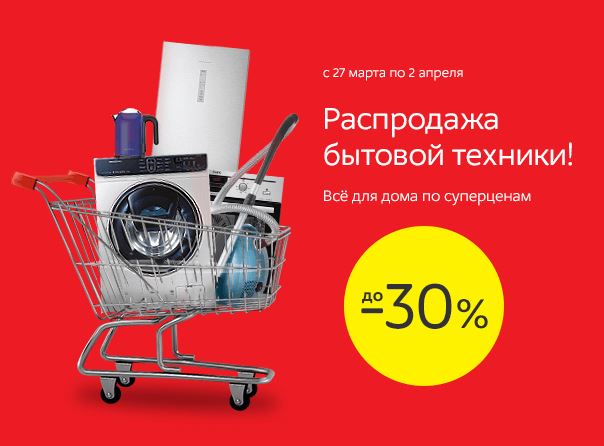 с 27 марта по 2 апреля
Распродажа
бытовой техники!
Всё для дома по суперценам
до
-30%